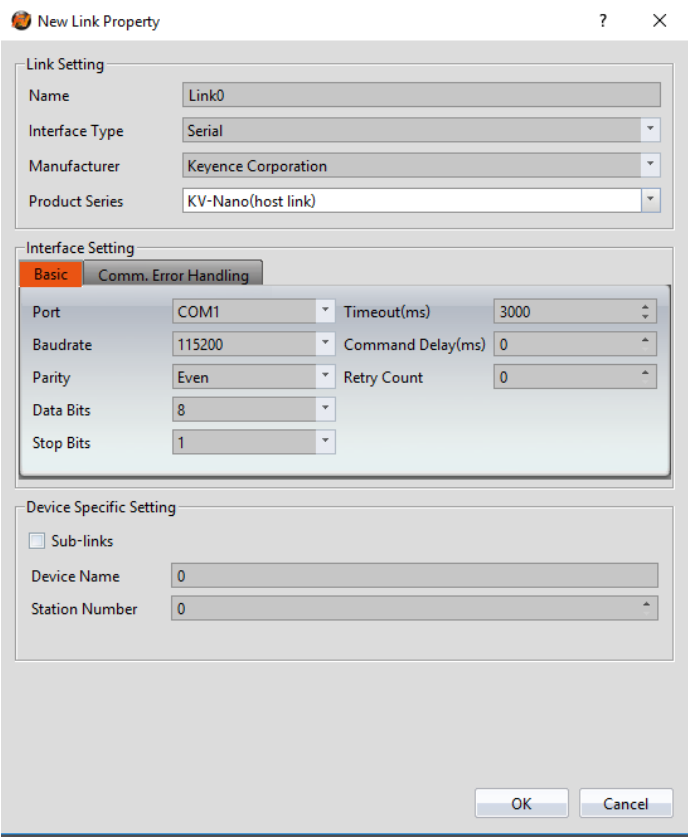 New Link Property ?
Link Setting
Name Link0
Interface Type Serial
Manufacturer Keyence Corporation
Product Series KV-Nano(host link)
Interface Setting
Basic Comm. Error Handling
Port COM1 Timeout(ms) 3000
Baudrate 115200 Command Delay(ms) 0
Parity Even Retry Count 0
Data Bits 8
Stop Bits 1
Device Specific Setting
Sub-links
Device Name 0
Station Number 0
OK Cancel